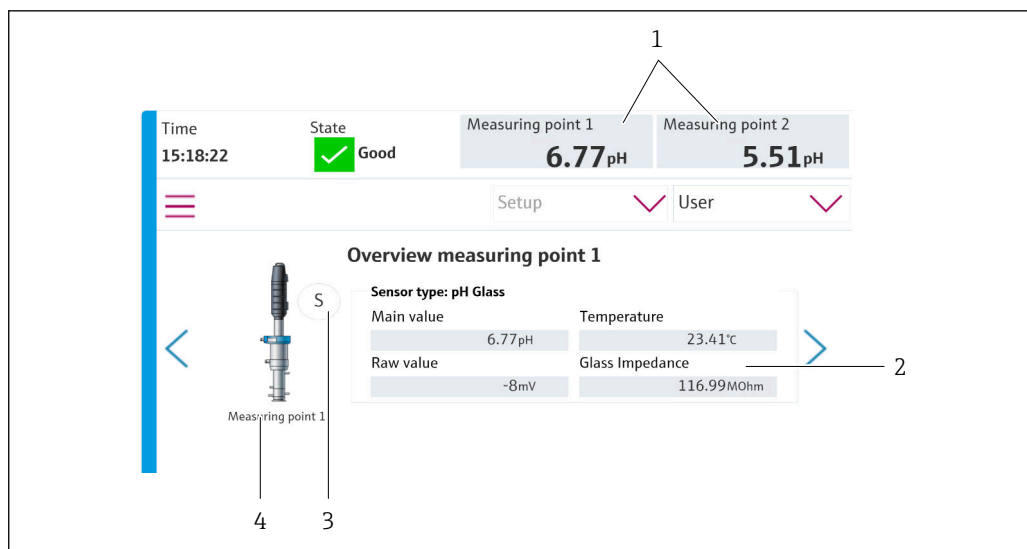 1
Time State Measuring point 1 Measuring point 2
15:18:22 Good 6.77pH 5.51pH
Setup User
Overview measuring point 1
S
Sensor type: pH Glass
Main value Temperature
6.77pH 23.41°C
Raw value Glass Impedance
2
-8mV 116.99MOhm
Measuring point 1
4 3